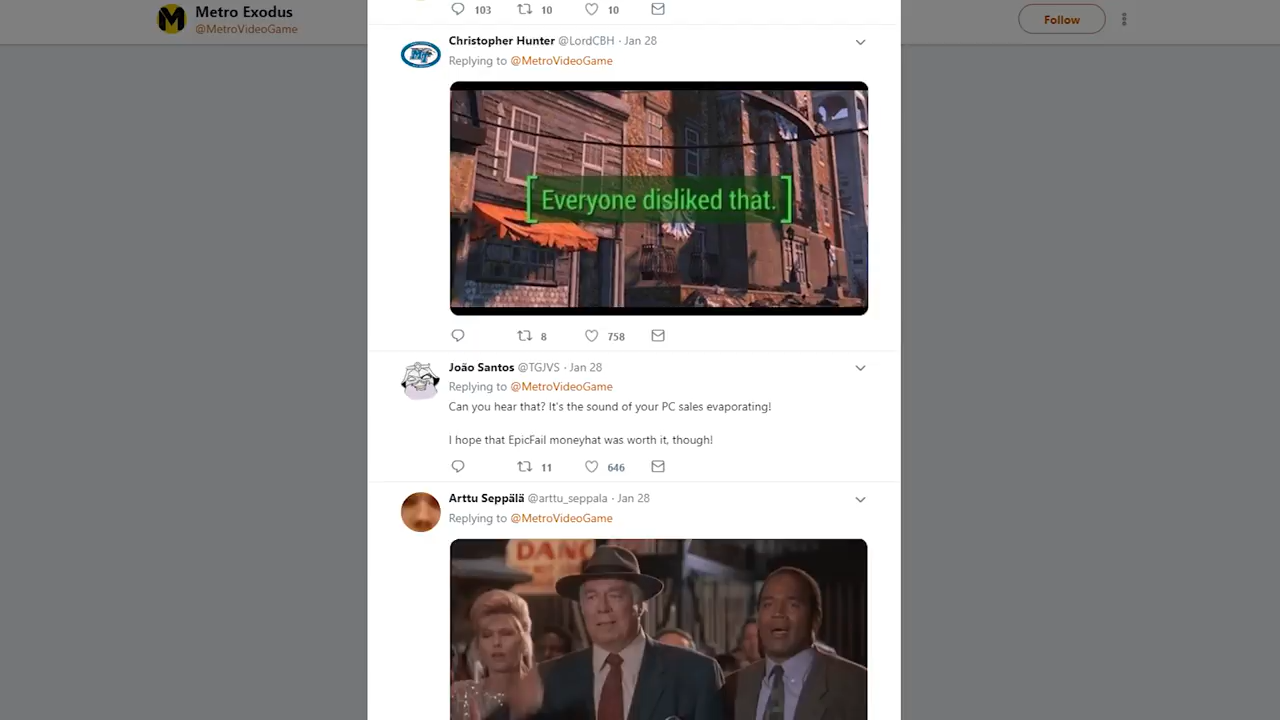 Metro Exodus
@MetroVideoGame
Follow
103 10 10
Christopher Hunter @LordCBH · Jan 28
Replying to @MetroVideoGame
[Everyone disliked that.]
8 758
João Santos @TGJVS · Jan 28
Replying to @MetroVideoGame
Can you hear that? It's the sound of your PC sales evaporating!
I hope that EpicFail moneyhat was worth it, though!
11 646
Arttu Seppälä @arttu_seppala · Jan 28
Replying to @MetroVideoGame
DANC